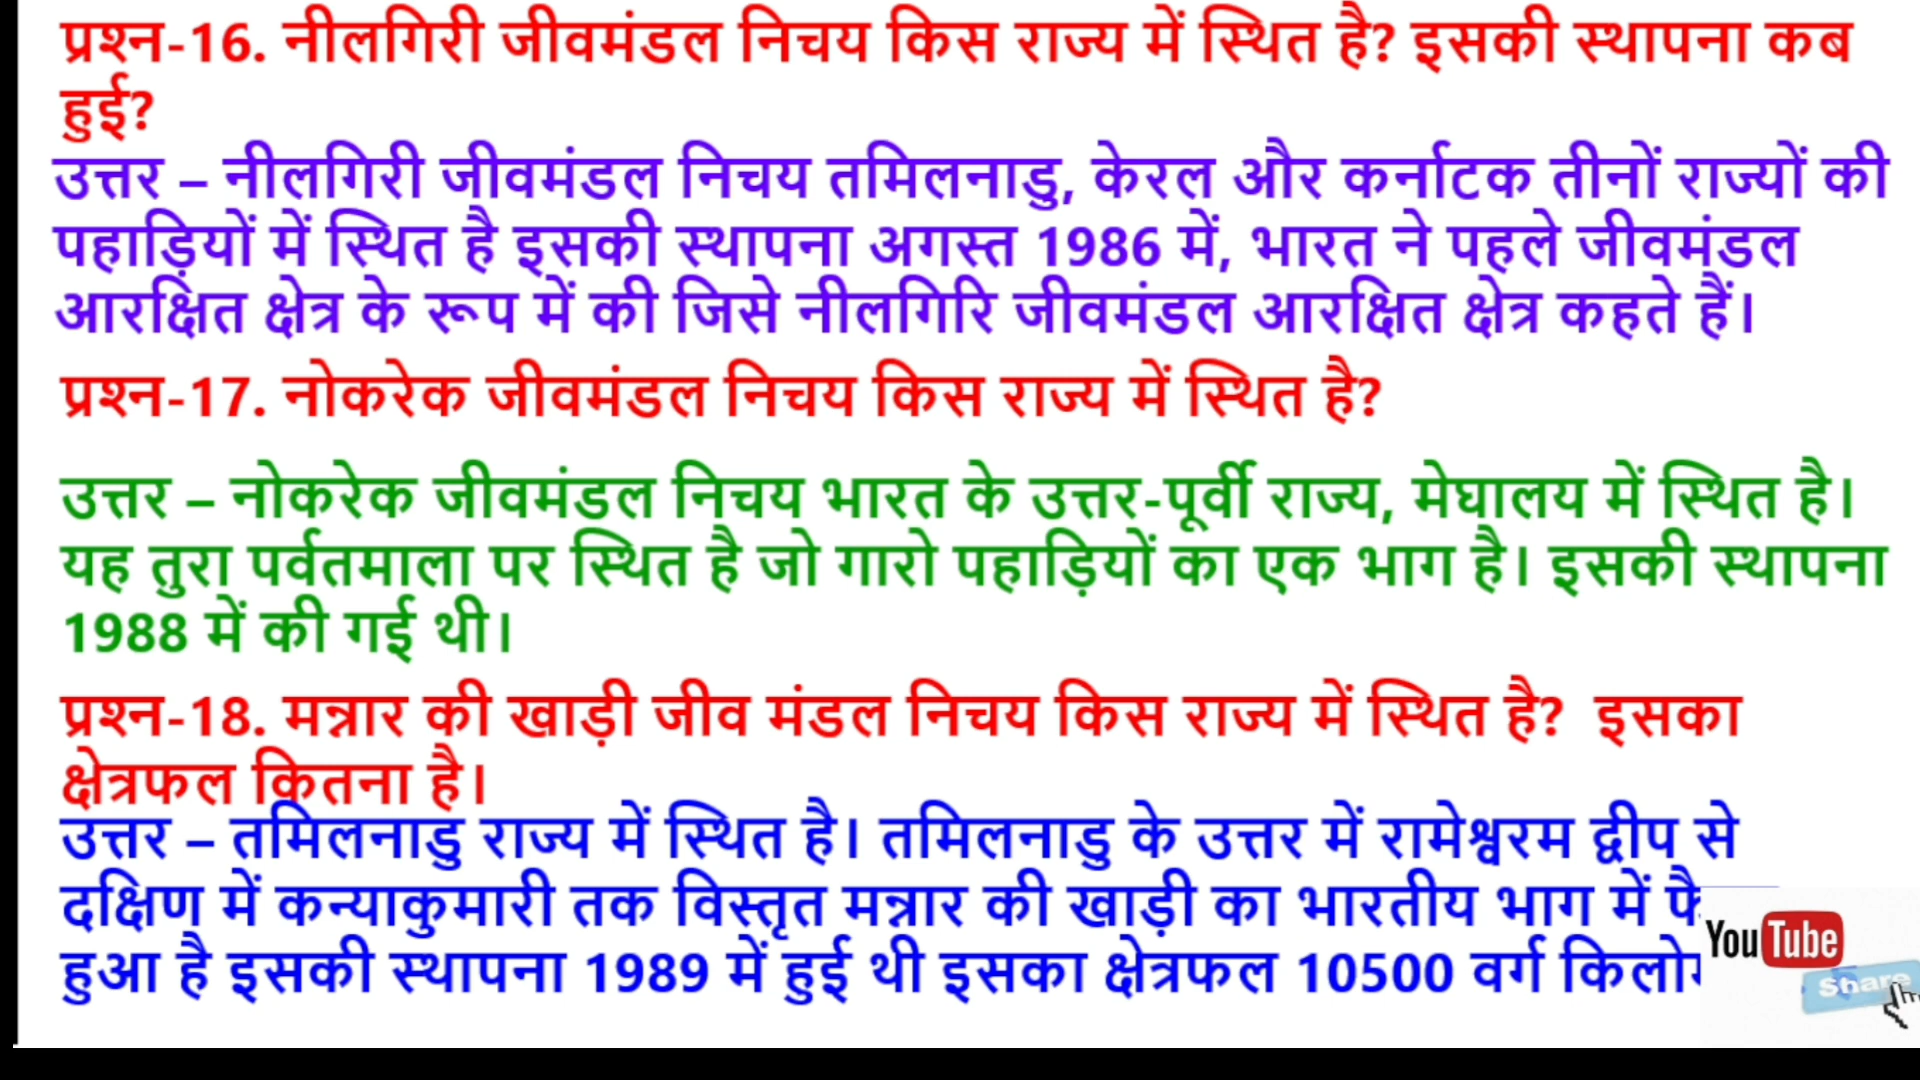 प्रश्न-16. नीलगिरी जीवमंडल निचय किस राज्य में स्थित है? इसकी स्थापना कब
हुई?
उत्तर – नीलगिरी जीवमंडल निचय तमिलनाडु, केरल और कर्नाटक तीनों राज्यों की
पहाड़ियों में स्थित है इसकी स्थापना अगस्त 1986 में, भारत ने पहले जीवमंडल
आरक्षित क्षेत्र के रूप में की जिसे नीलगिरि जीवमंडल आरक्षित क्षेत्र कहते हैं।
प्रश्न-17. नोकरेक जीवमंडल निचय किस राज्य में स्थित है?
उत्तर – नोकरेक जीवमंडल निचय भारत के उत्तर-पूर्वी राज्य, मेघालय में स्थित है।
यह तुरा पर्वतमाला पर स्थित है जो गारो पहाड़ियों का एक भाग है। इसकी स्थापना
1988 में की गई थी।
प्रश्न-18. मन्नार की खाड़ी जीव मंडल निचय किस राज्य में स्थित है? इसका
क्षेत्रफल कितना है।
उत्तर – तमिलनाडु राज्य में स्थित है। तमिलनाडु के उत्तर में रामेश्वरम द्वीप से
दक्षिण में कन्याकुमारी तक विस्तृत मन्नार की खाड़ी का भारतीय भाग में
हुआ है इसकी स्थापना 1989 में हुई थी इसका क्षेत्रफल 10500 वर्ग
YouTube
Share